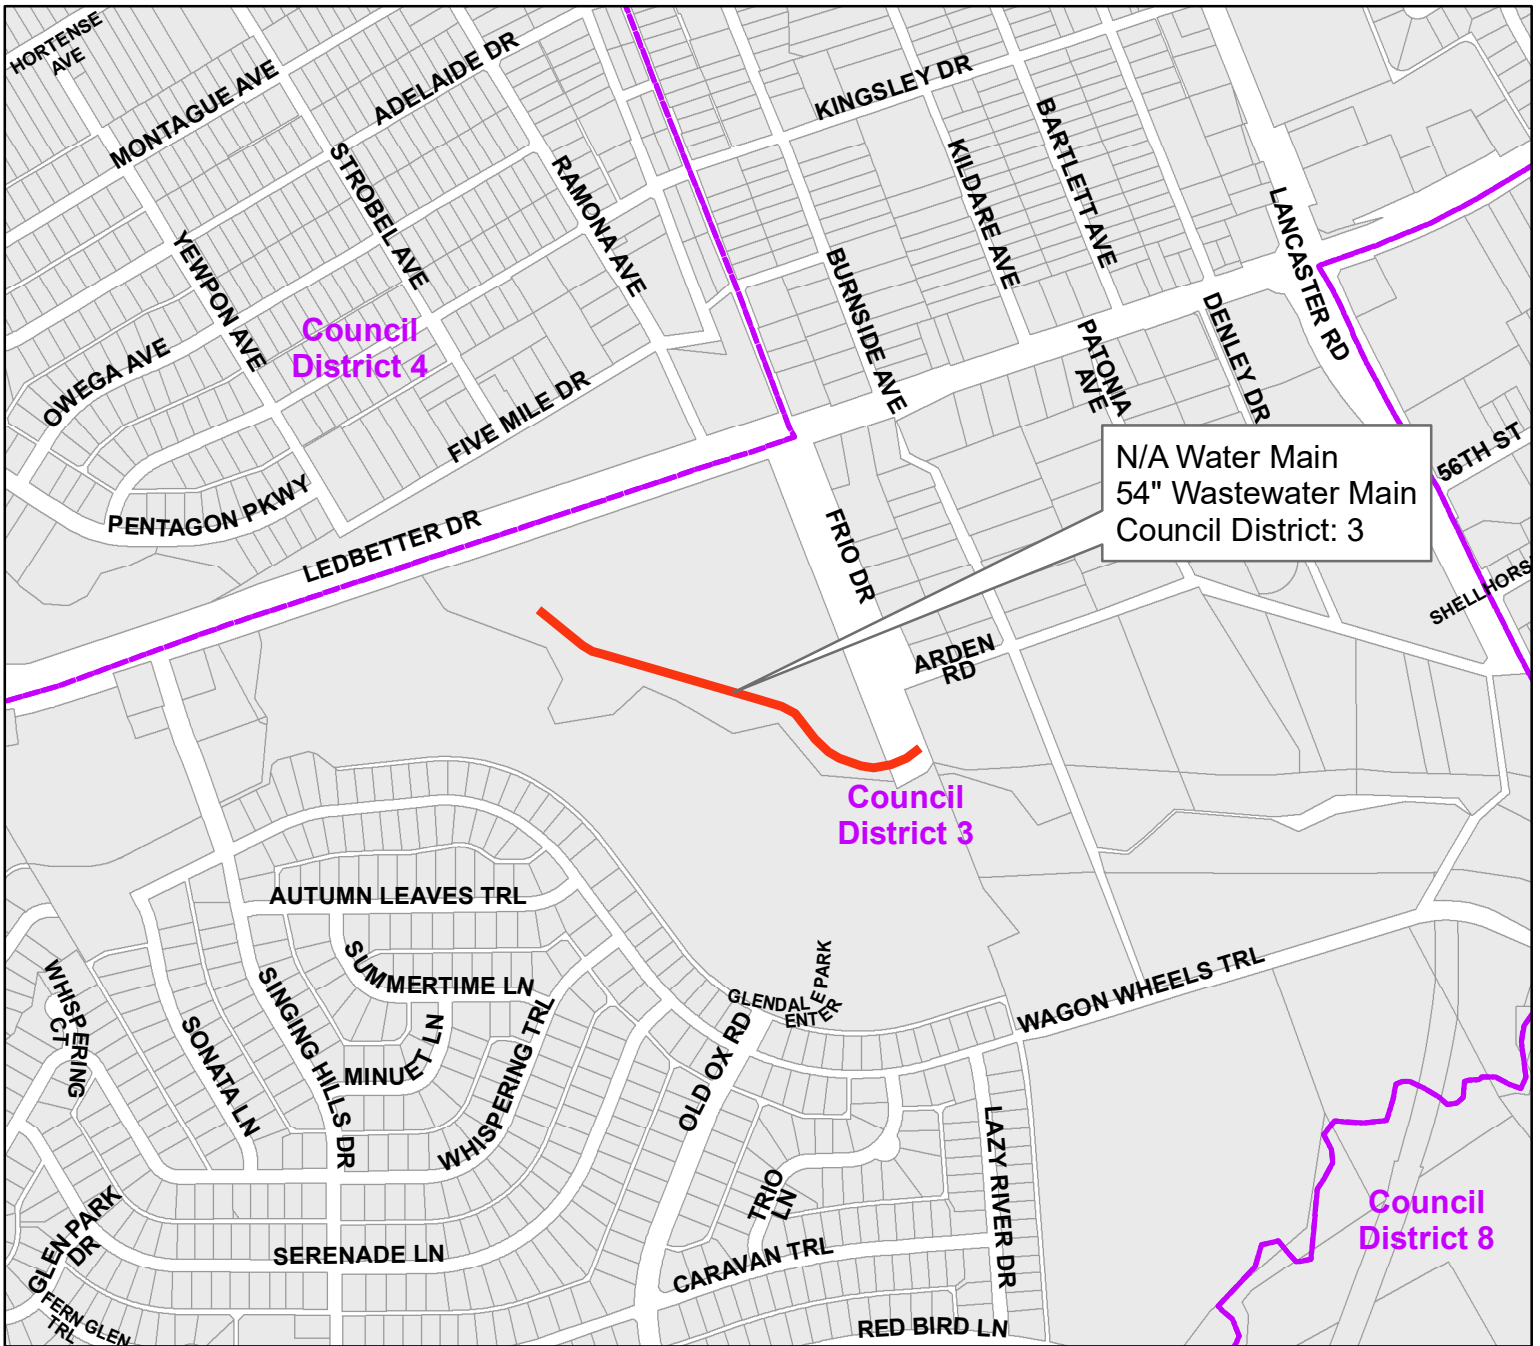 HORTENSE
AVE
MONTAGUE AVE
ADELAIDE DR
KINGSLEY DR
STROBEL AVE
RAMONA AVE
KILDARE AVE
BARTLETT AVE
LANCASTER RD
YEWPON AVE
BURNSIDE AVE
Council
District 4
OWEGA AVE
FIVE MILE DR
PATONIA
AVE
DENLEY DR
N/A Water Main
54" Wastewater Main
Council District: 3
56TH ST
PENTAGON PKWY
LEDBETTER DR
FRIO DR
SHELLHORS
ARDEN
RD
Council
District 3
AUTUMN LEAVES TRL
SUMMERTIME LN
WHISPERING
CT
SONATA LN
SINGING HILLS DR
MINUET LN
WHISPERING TRL
GLENDALE PARK
ENTER
OLD OX RD
WAGON WHEELS TRL
LAZY RIVER DR
TRIO
LN
GLEN PARK
DR
SERENADE LN
CARAVAN TRL
Council
District 8
FERN GLEN
TRL
RED BIRD LN